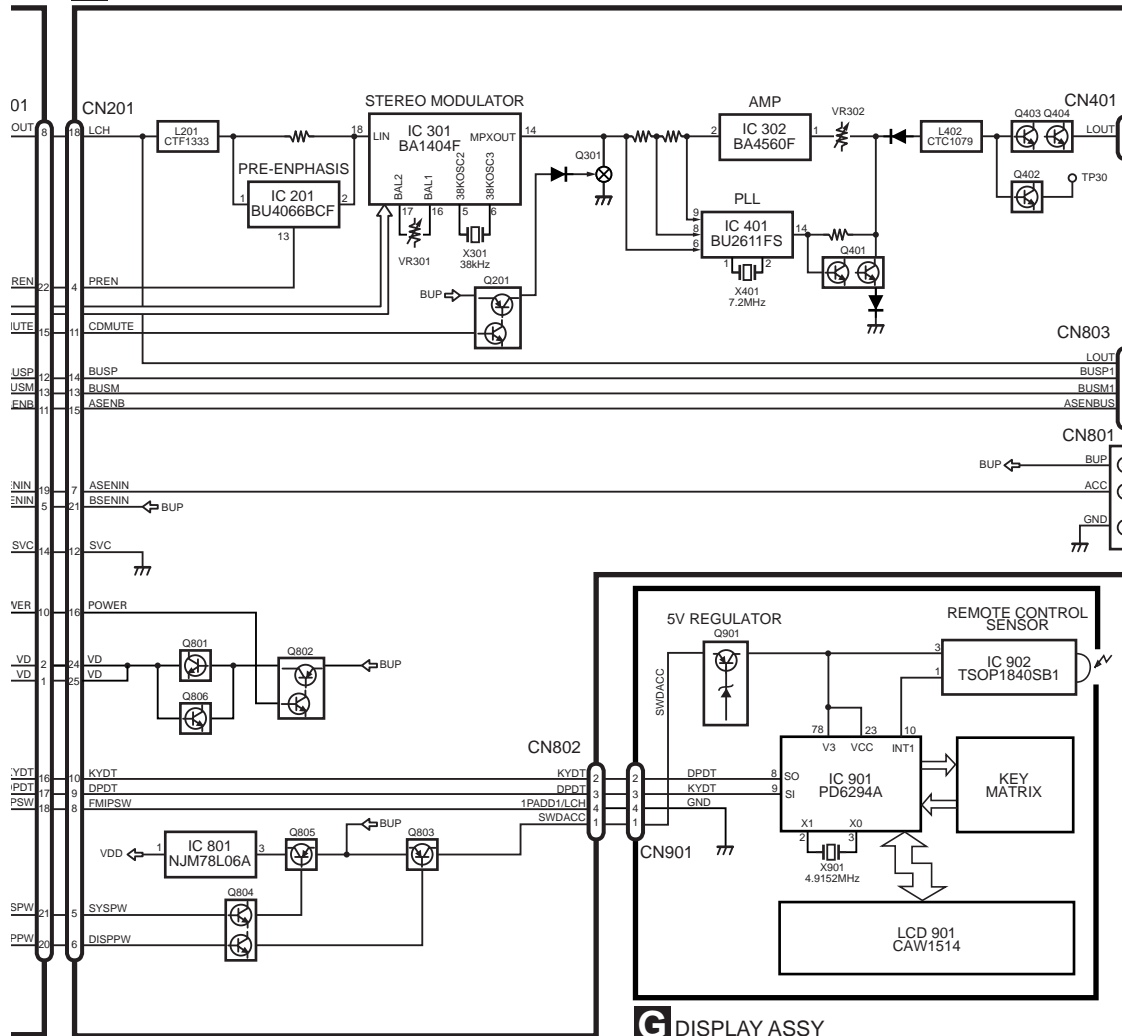 01
CN201
OUT 8 18 LCH
L201
CTF1333
PRE-ENPHASIS
1 IC 201 2
BU4066BCF
13
STEREO MODULATOR
18 LIN IC 301 MPXOUT 14
BA1404F
BAL2 BAL1 38KOSC2 38KOSC3
17 16 5 6
VR301
X301
38kHz
Q301
AMP
2 IC 302 1
BA4560F
VR302
PLL
9
8 IC 401 14
6 BU2611FS
1 2
X401
7.2MHz
Q401
L402
CTC1079
Q403 Q404
CN401
LOUT
Q402
TP30
REN 22 4 PREN
BUP
Q201
UTE 15 11 CDMUTE
CN803
LOUT
USP 12 14 BUSP BUSP1
USM 13 13 BUSM BUSM1
ENB 11 15 ASENB ASENBUS
CN801
BUP BUP
ENIN 19 7 ASENIN ACC
ENIN 5 21 BSENIN BUP
GND
SVC 14 12 SVC
WER 10 16 POWER
Q801
Q802
VD 2 24 VD BUP
VD 1 25 VD
Q806
5V REGULATOR
Q901
REMOTE CONTROL
SENSOR
3 IC 902
1 TSOP1840SB1
SWDACC
78 23 10
V3 VCC INT1
CN802
YDT 16 10 KYDT KYDT 2 2 DPDT 8 SO IC 901
PDT 17 9 DPDT DPDT 3 3 KYDT 9 SI PD6294A
PSW 18 8 FMIPSW 1PADD1/LCH 4 4 GND
SWDACC 1 1
CN901
X1 X0
2 3
X901
4.9152MHz
KEY
MATRIX
BUP
VDD 1 IC 801 3
NJM78L06A
Q805
Q803
Q804
SPW 21 5 SYSPW
PPW 20 6 DISPPW
LCD 901
CAW1514
G DISPLAY ASSY